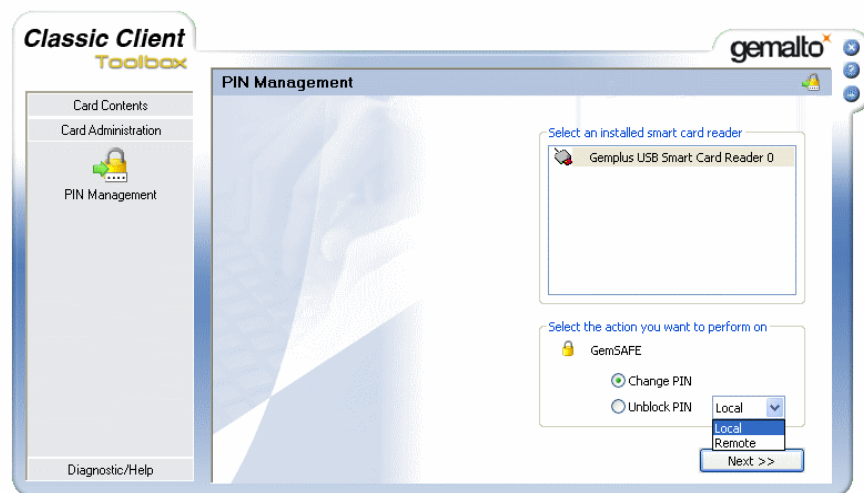 Classic Client
Toolbox
gemalto
PIN Management
Card Contents
Card Administration
PIN Management
Diagnostic/Help
Select an installed smart card reader
Gemplus USB Smart Card Reader 0
Select the action you want to perform on
GemSAFE
Change PIN
Unblock PIN
Local
Local
Remote
Next >>